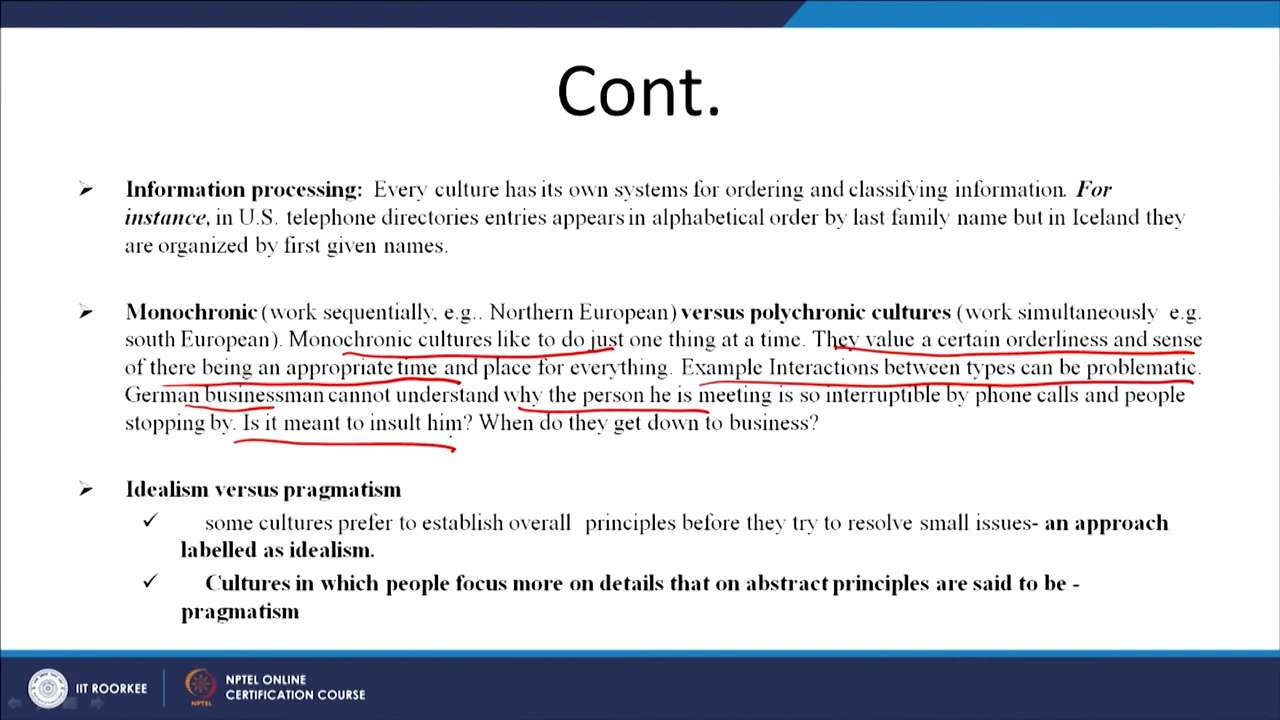 Cont.
Information processing: Every culture has its own systems for ordering and classifying information. For
instance, in U.S. telephone directories entries appears in alphabetical order by last family name but in Iceland they
are organized by first given names.
Monochronic (work sequentially, e.g.. Northern European) versus polychronic cultures (work simultaneously e.g.
south European). Monochronic cultures like to do just one thing at a time. They value a certain orderliness and sense
of there being an appropriate time and place for everything. Example Interactions between types can be problematic.
German businessman cannot understand why the person he is meeting is so interruptible by phone calls and people
stopping by. Is it meant to insult him? When do they get down to business?
Idealism versus pragmatism
some cultures prefer to establish overall principles before they try to resolve small issues- an approach
labelled as idealism.
Cultures in which people focus more on details that on abstract principles are said to be -
pragmatism
IIT ROORKEE
NPTEL ONLINE
CERTIFICATION COURSE
NPTEL